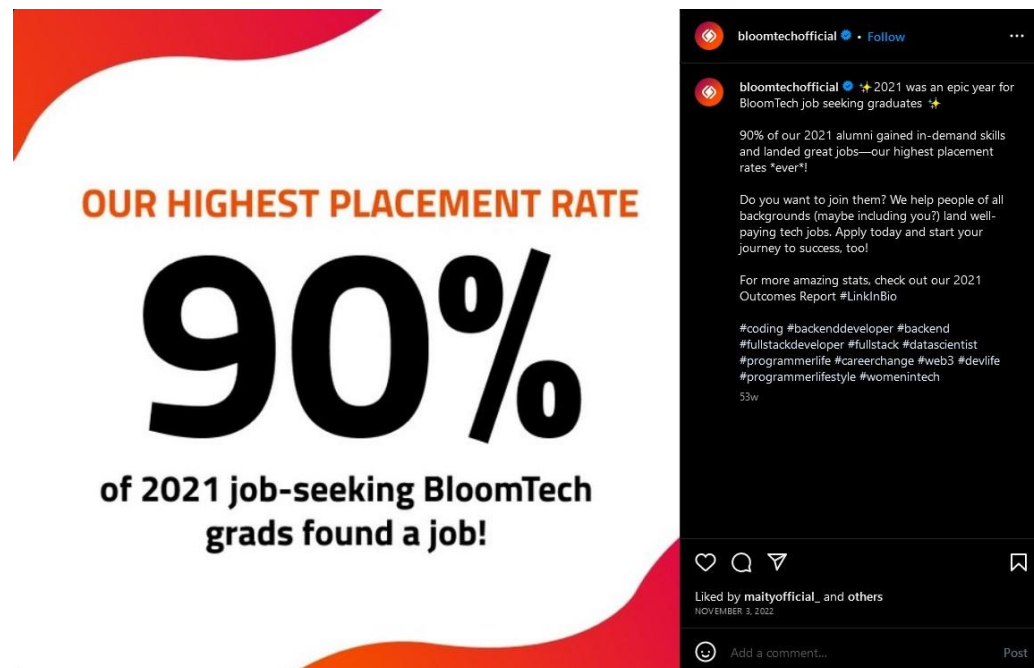 OUR HIGHEST PLACEMENT RATE
90%
of 2021 job-seeking BloomTech
grads found a job!
bloomtechofficial • Follow
bloomtechofficial ✨2021 was an epic year for
BloomTech job seeking graduates ✨
90% of our 2021 alumni gained in-demand skills
and landed great jobs—our highest placement
rates *ever*!
Do you want to join them? We help people of all
backgrounds (maybe including you?) land well-
paying tech jobs. Apply today and start your
journey to success, too!
For more amazing stats, check out our 2021
Outcomes Report #LinkInBio
#coding #backenddeveloper #backend
#fullstackdeveloper #fullstack #datascientist
#programmerlife #careerchange #web3 #devlife
#programmerlifestyle #womenintech
53w
Liked by maityofficial_ and others
NOVEMBER 3, 2022
Add a comment... Post